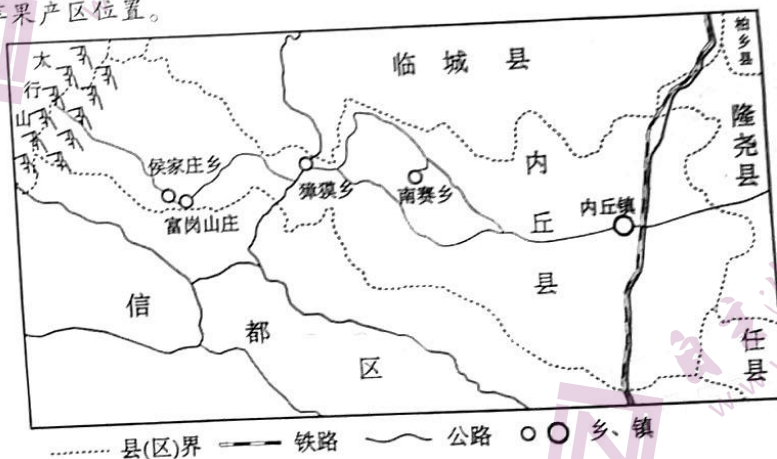 果产区位置。
太
行
山
临城县
柏乡县
隆尧县
侯家庄乡
富岗山庄
獐獏乡
南赛乡
内丘镇
内
丘
县
信
都
区
任
县
县(区)界 铁路 公路 乡、镇